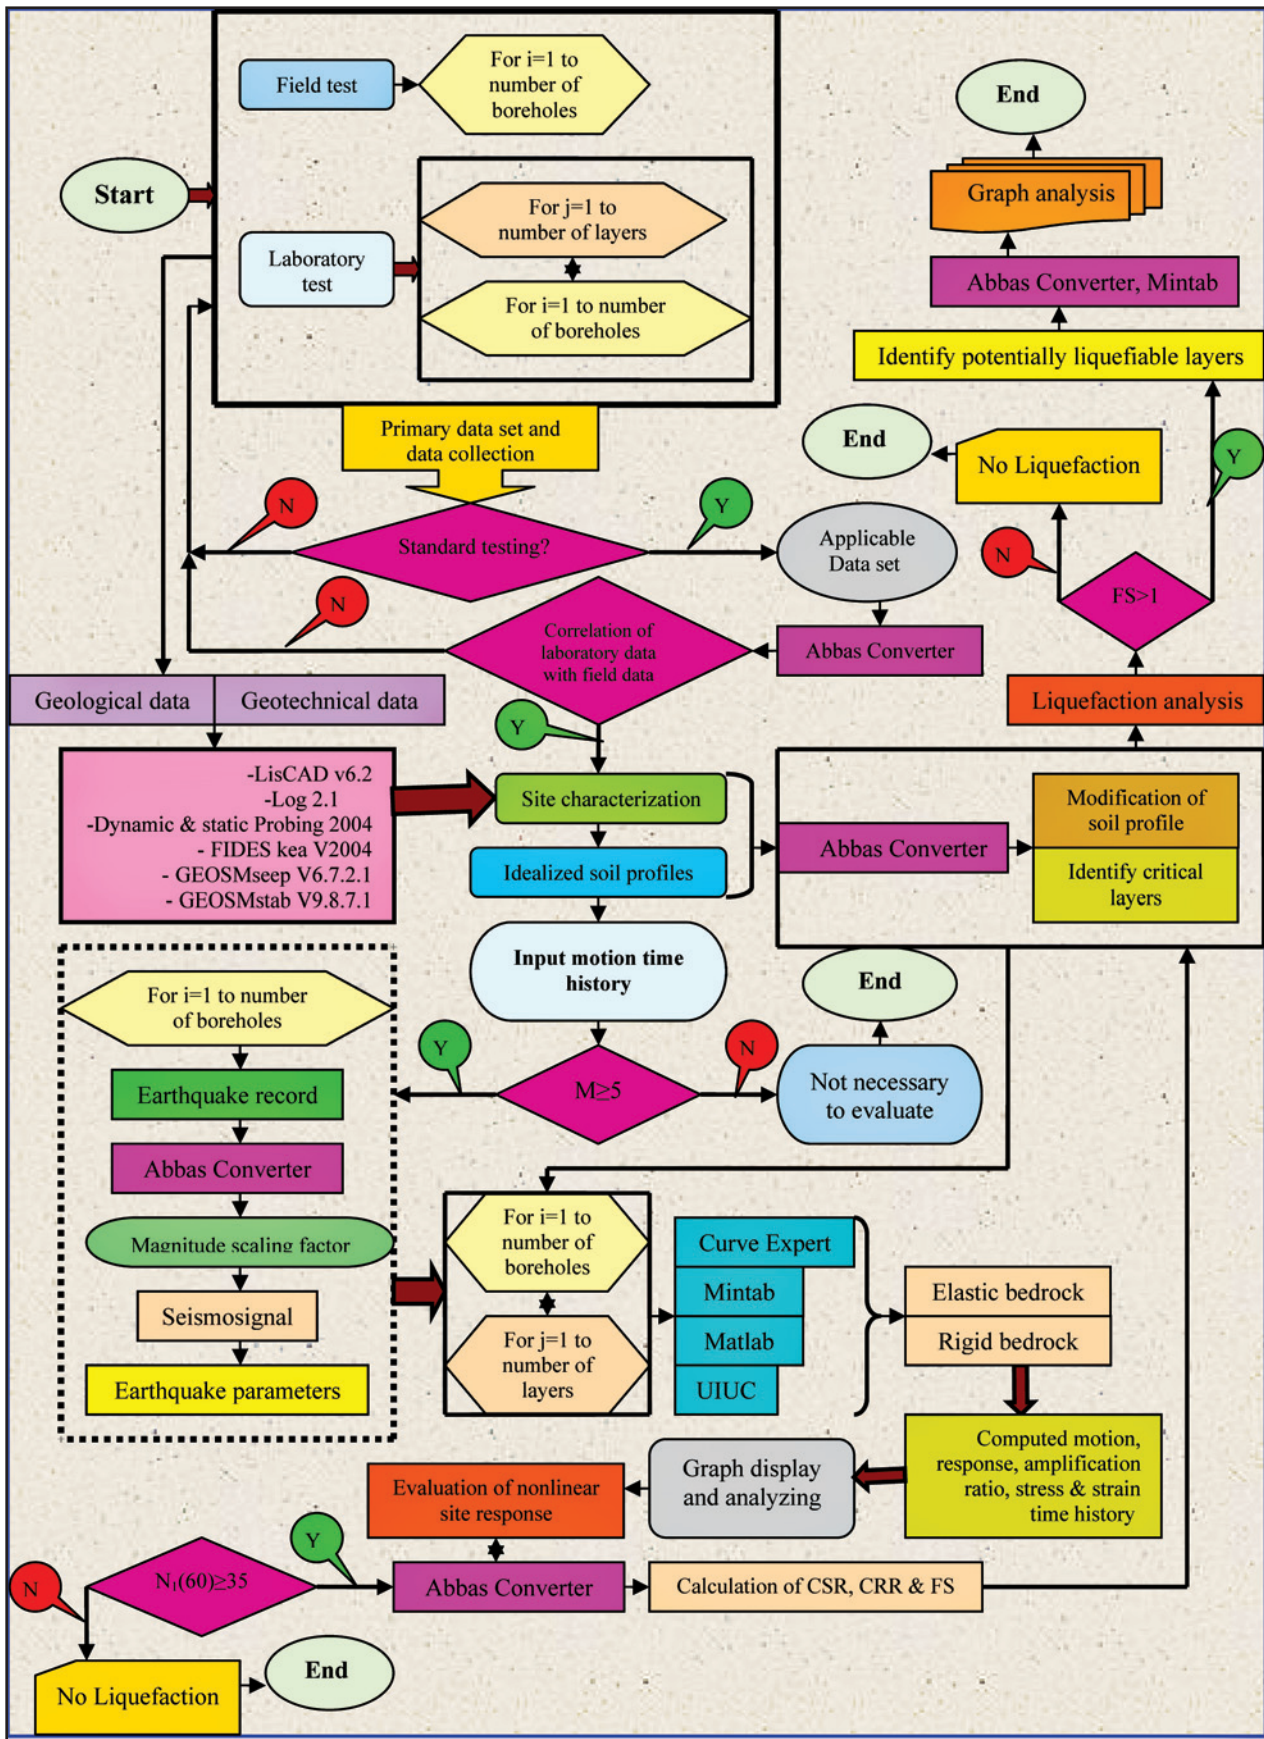 Start
Field test
For i=1 to
number of
boreholes
Laboratory
test
For j=1 to
number of layers
For i=1 to number
of boreholes
End
Graph analysis
Abbas Converter, Mintab
Identify potentially liquefiable layers
Primary data set and
data collection
End
No Liquefaction
Y
N
Y
Standard testing?
Applicable
Data set
N
FS>1
N
Correlation of
laboratory data
with field data
Abbas Converter
Geological data
Geotechnical data
Y
Liquefaction analysis
-LisCAD v6.2
-Log 2.1
-Dynamic & static Probing 2004
- FIDES kea V2004
- GEOSMseep V6.7.2.1
- GEOSMstab V9.8.7.1
Site characterization
Idealized soil profiles
Abbas Converter
Modification of
soil profile
Identify critical
layers
Input motion time
history
End
For i=1 to number
of boreholes
Y
N
M≥5
Not necessary
to evaluate
Earthquake record
Abbas Converter
Magnitude scaling factor
Seismosignal
Earthquake parameters
For i=1 to
number of
boreholes
For j=1 to
number of
layers
Curve Expert
Mintab
Matlab
UIUC
Elastic bedrock
Rigid bedrock
Computed motion,
response, amplification
ratio, stress & strain
time history
Graph display
and analyzing
Evaluation of nonlinear
site response
Y
N
N₁(60)≥35
Abbas Converter
Calculation of CSR, CRR & FS
No Liquefaction
End